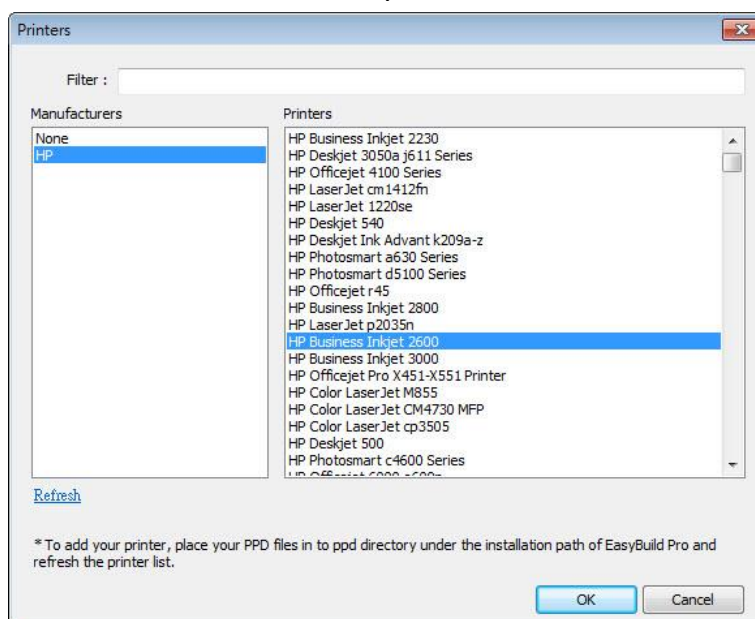 Printers
Filter :
Manufacturers
Printers
None
HP
HP Business Inkjet 2230
HP Deskjet 3050a j611 Series
HP Officejet 4100 Series
HP LaserJet cm1412fn
HP LaserJet 1220se
HP Deskjet 540
HP Deskjet Ink Advant k209a-z
HP Photosmart a630 Series
HP Photosmart d5100 Series
HP Officejet r45
HP Business Inkjet 2800
HP LaserJet p2035n
HP Business Inkjet 2600
HP Business Inkjet 3000
HP Officejet Pro X451-X551 Printer
HP Color LaserJet M855
HP Color LaserJet CM4730 MFP
HP Color LaserJet cp3505
HP Deskjet 500
HP Photosmart c4600 Series
Refresh
* To add your printer, place your PPD files in to ppd directory under the installation path of EasyBuild Pro and
refresh the printer list.
OK
Cancel